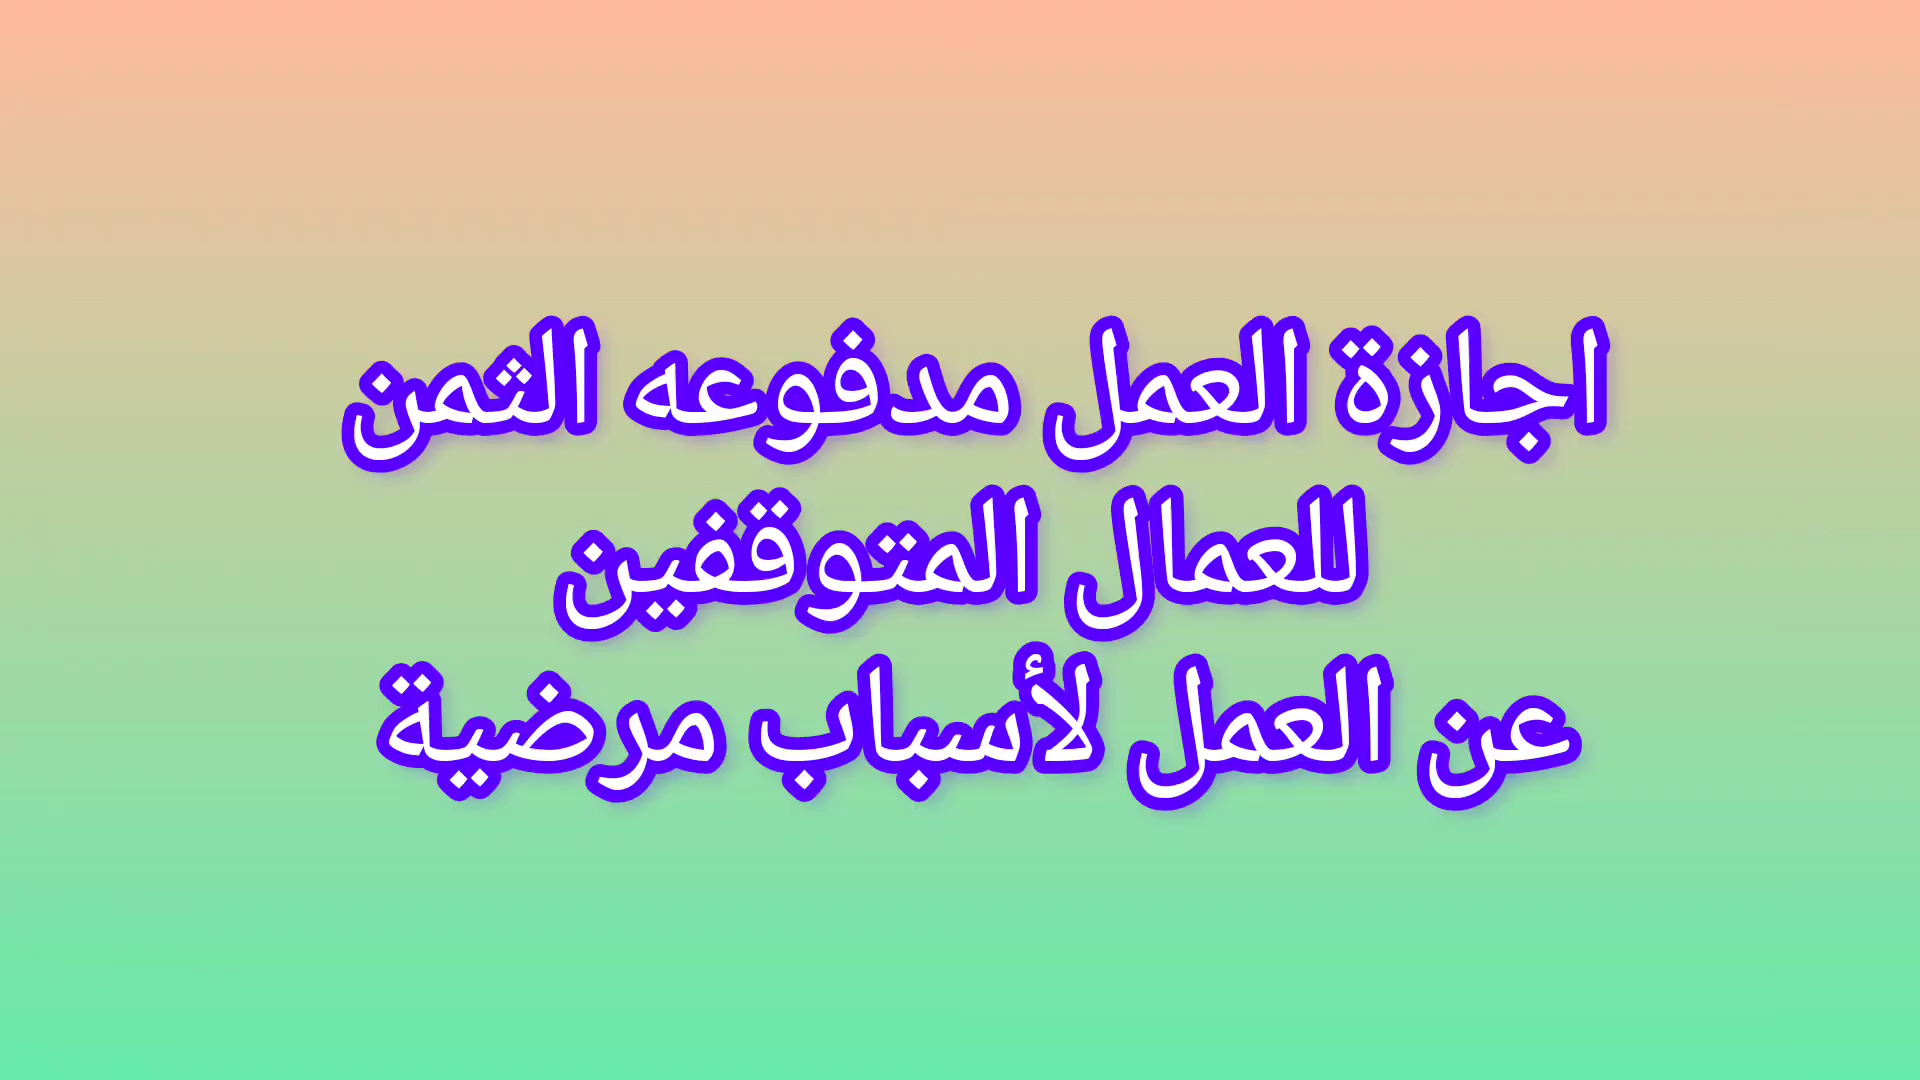 اجازة العمل مدفوعه الثمن
للعمال المتوقفين
عن العمل لأسباب مرضية